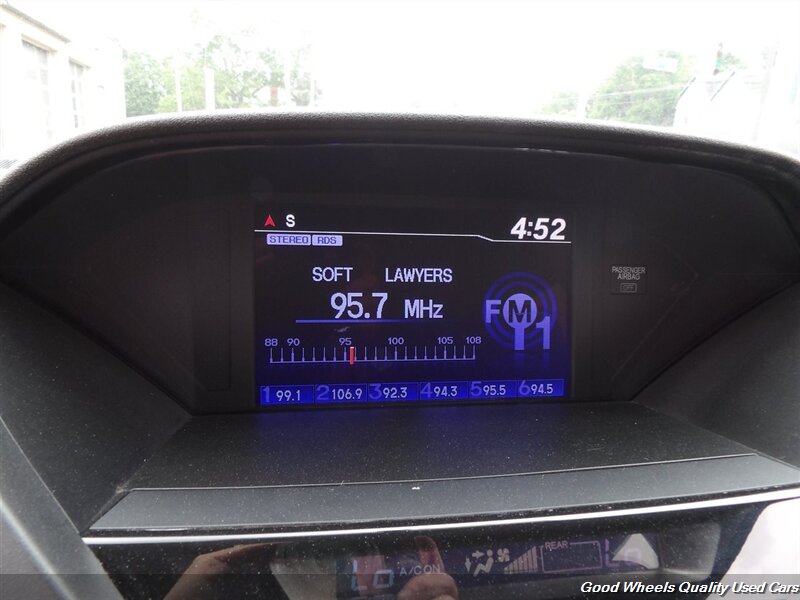 S 4:52
STEREO RDS
SOFT LAWYERS
95.7 MHz
FM1
88 90 95 100 105 108
1 99.1 2 106.9 3 92.3 4 94.3 5 95.5 6 94.5
PASSENGER
AIRBAG
OFF
Lo A/CON REAR Lo
Good Wheels Quality Used Cars